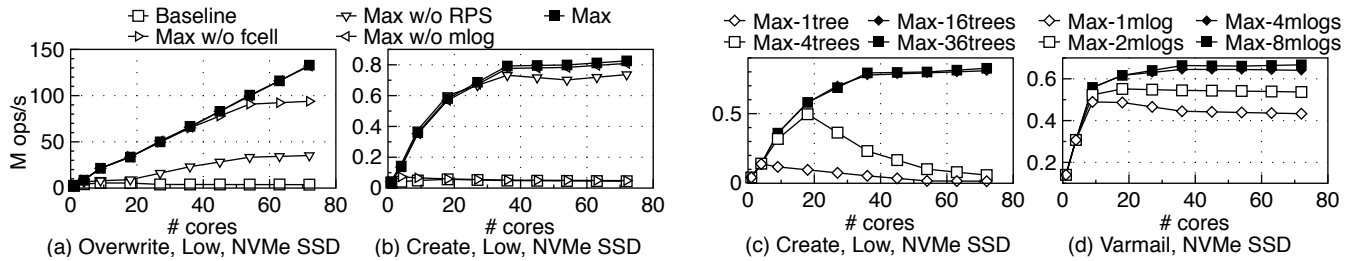 Baseline
Max w/o RPS
Max
Max w/o fcell
Max w/o mlog
M ops/s
150
100
50
0
0 20 40 60 80
# cores
(a) Overwrite, Low, NVMe SSD
0.8
0.6
0.4
0.2
0
0 20 40 60 80
# cores
(b) Create, Low, NVMe SSD
Max-1tree
Max-16trees
Max-4trees
Max-36trees
0.5
0
0 20 40 60 80
# cores
(c) Create, Low, NVMe SSD
Max-1mlog
Max-4mlogs
Max-2mlogs
Max-8mlogs
0.6
0.4
0.2
0 20 40 60 80
# cores
(d) Varmail, NVMe SSD